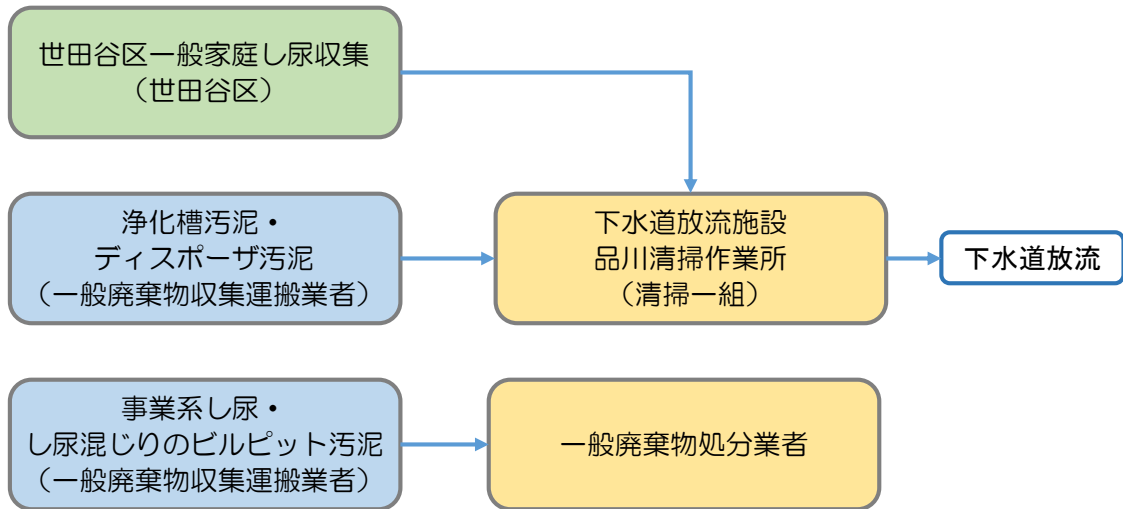 世田谷区一般家庭し尿収集
（世田谷区）
浄化槽汚泥・
ディスポーザ汚泥
（一般廃棄物収集運搬業者）
下水道放流施設
品川清掃作業所
（清掃一組）
下水道放流
事業系し尿・
し尿混じりのビルピット汚泥
（一般廃棄物収集運搬業者）
一般廃棄物処分業者